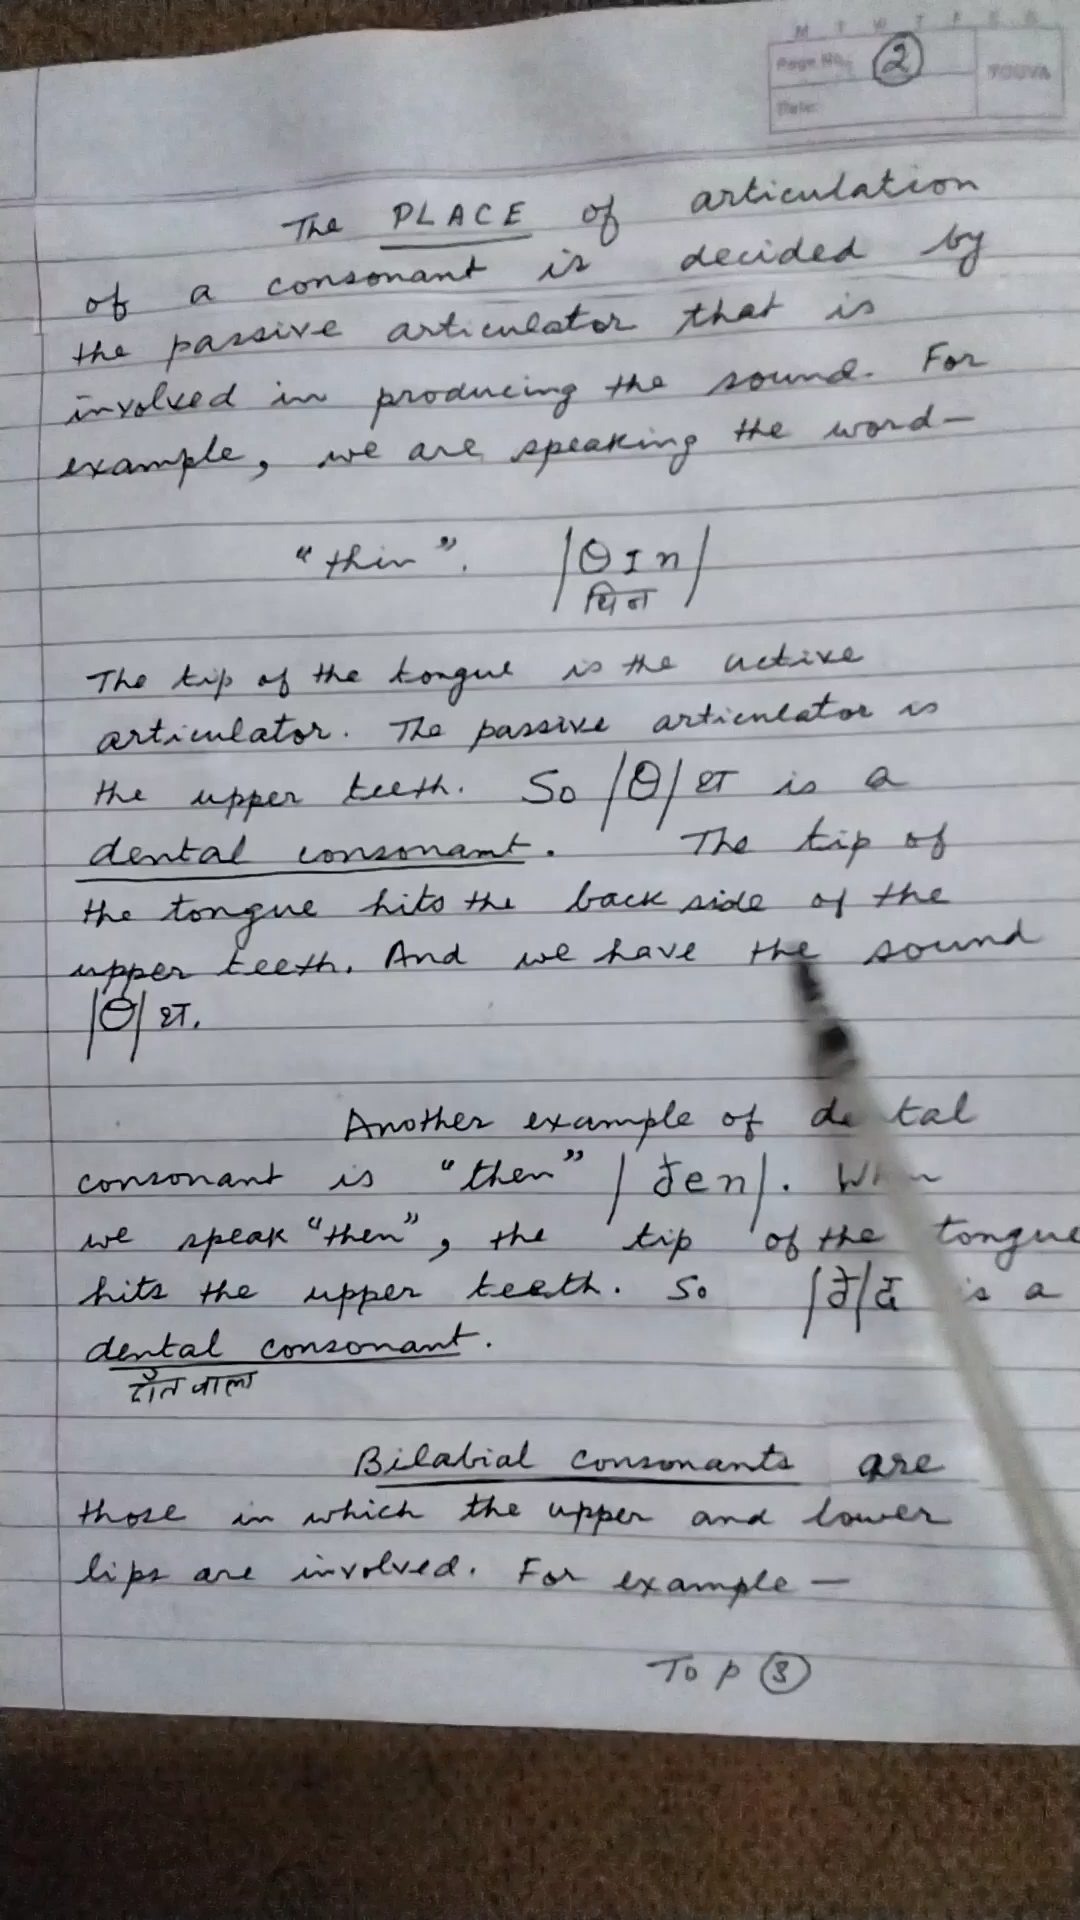 M T W T F S S
Page No. 2 YOUVA
Date:
The PLACE of articulation
of a consonant is decided by
the passive articulator that is
involved in producing the sound. For
example, we are speaking the word—
"thin". /θɪn/
थिन
The tip of the tongue is the active
articulator. The passive articulator is
the upper teeth. So /θ/ थ is a
dental consonant. The tip of
the tongue hits the back side of the
upper teeth. And we have the sound
/θ/ थ.
Another example of tal
consonant is "then" /ðen/.
we speak "then", the tip of the tongue
hits the upper teeth. So /ð/ द is a
dental consonant.
दाँत वाला
Bilabial consonants are
those in which the upper and lower
lips are involved. For example —
To p 3